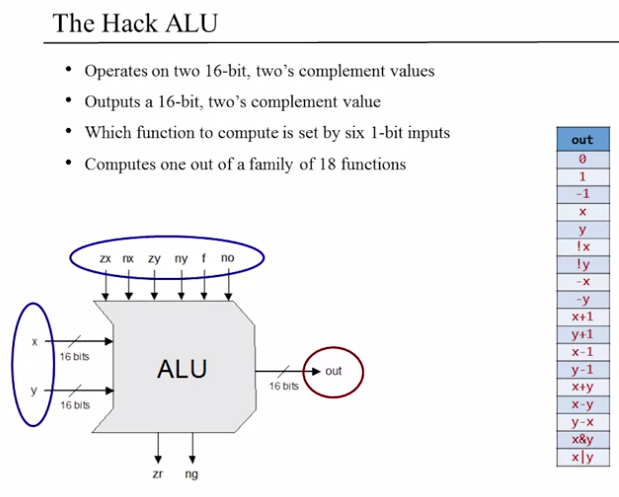 The Hack ALU
• Operates on two 16-bit, two's complement values
• Outputs a 16-bit, two's complement value
• Which function to compute is set by six 1-bit inputs
• Computes one out of a family of 18 functions
zx nx zy ny f no
x
16 bits
y
16 bits
ALU
16 bits
out
zr ng
out
0
1
-1
x
y
!x
!y
-x
-y
x+1
y+1
x-1
y-1
x+y
x-y
y-x
x&y
x|y